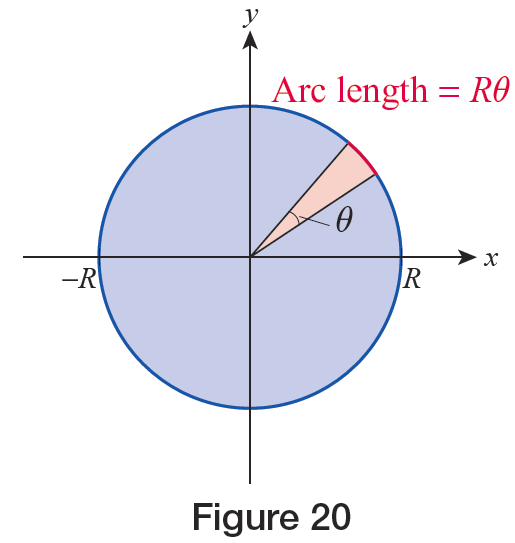 y
Arc length = Rθ
θ
x
−R
R
Figure 20